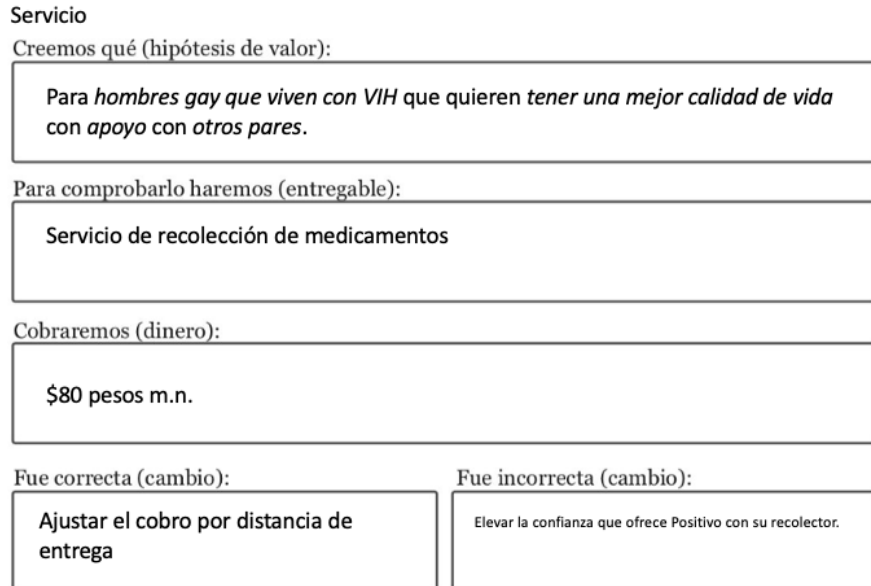 Servicio
Creemos qué (hipótesis de valor):
Para hombres gay que viven con VIH que quieren tener una mejor calidad de vida
con apoyo con otros pares.
Para comprobarlo haremos (entregable):
Servicio de recolección de medicamentos
Cobraremos (dinero):
$80 pesos m.n.
Fue correcta (cambio):
Fue incorrecta (cambio):
Ajustar el cobro por distancia de
entrega
Elevar la confianza que ofrece Positivo con su recolector.